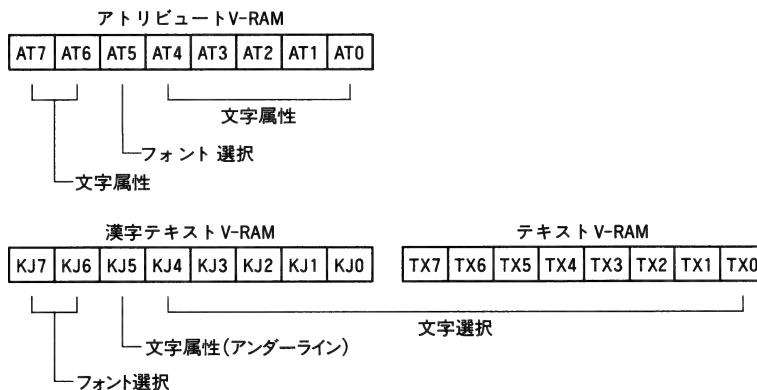 アトリビュートV-RAM
AT7 AT6 AT5 AT4 AT3 AT2 AT1 AT0
文字属性
フォント 選択
文字属性
漢字テキストV-RAM テキストV-RAM
KJ7 KJ6 KJ5 KJ4 KJ3 KJ2 KJ1 KJ0 TX7 TX6 TX5 TX4 TX3 TX2 TX1 TX0
文字選択
文字属性(アンダーライン)
フォント選択